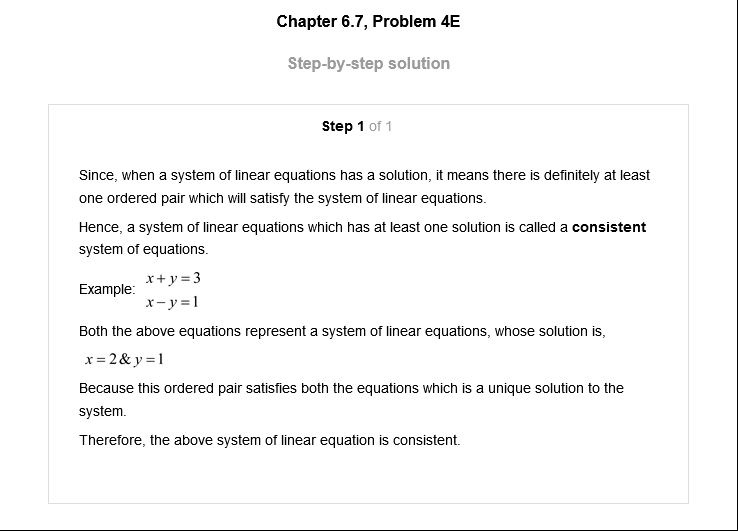 Chapter 6.7, Problem 4E
Step-by-step solution
Step 1 of 1
Since, when a system of linear equations has a solution, it means there is definitely at least
one ordered pair which will satisfy the system of linear equations.
Hence, a system of linear equations which has at least one solution is called a consistent
system of equations.
Example: x + y = 3
x − y = 1
Both the above equations represent a system of linear equations, whose solution is,
x = 2 & y = 1
Because this ordered pair satisfies both the equations which is a unique solution to the
system.
Therefore, the above system of linear equation is consistent.